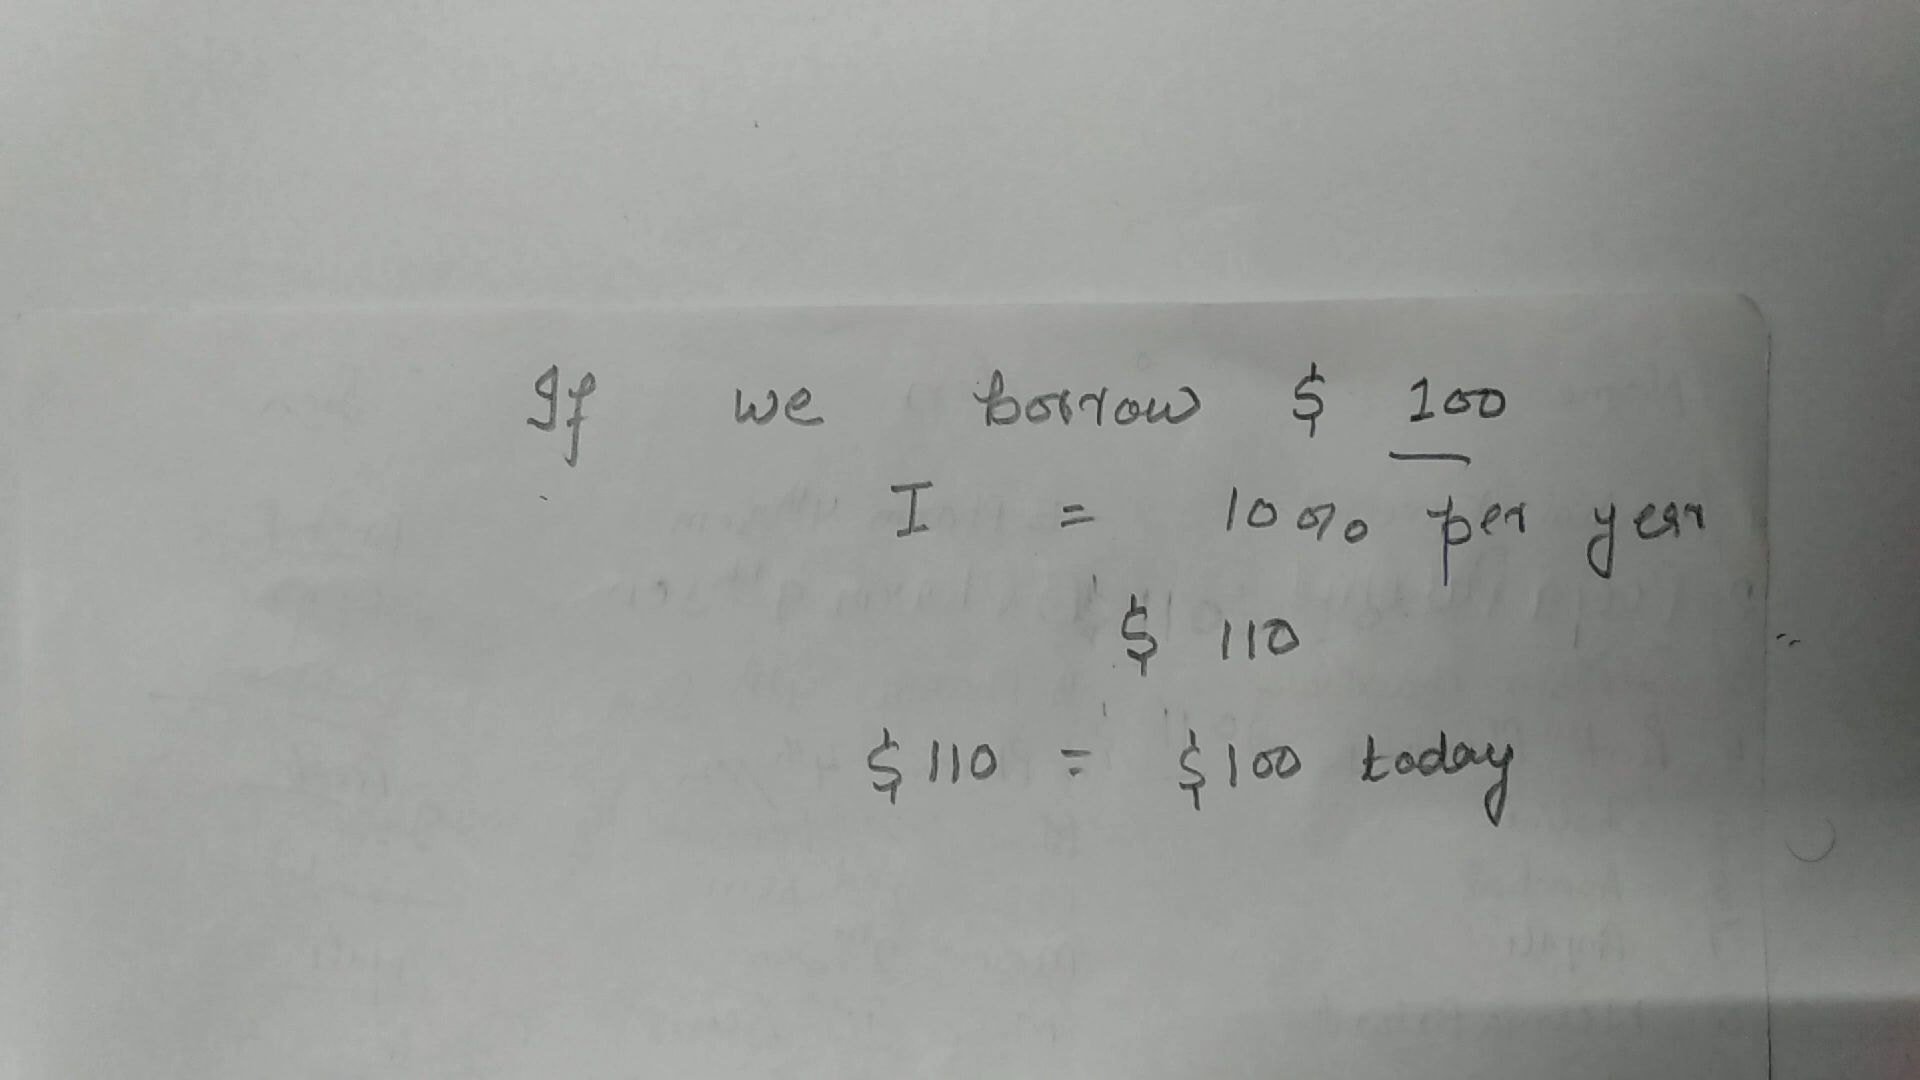 If we borrow $ 100
I = 10% per year
$ 110
$110 = $100 today